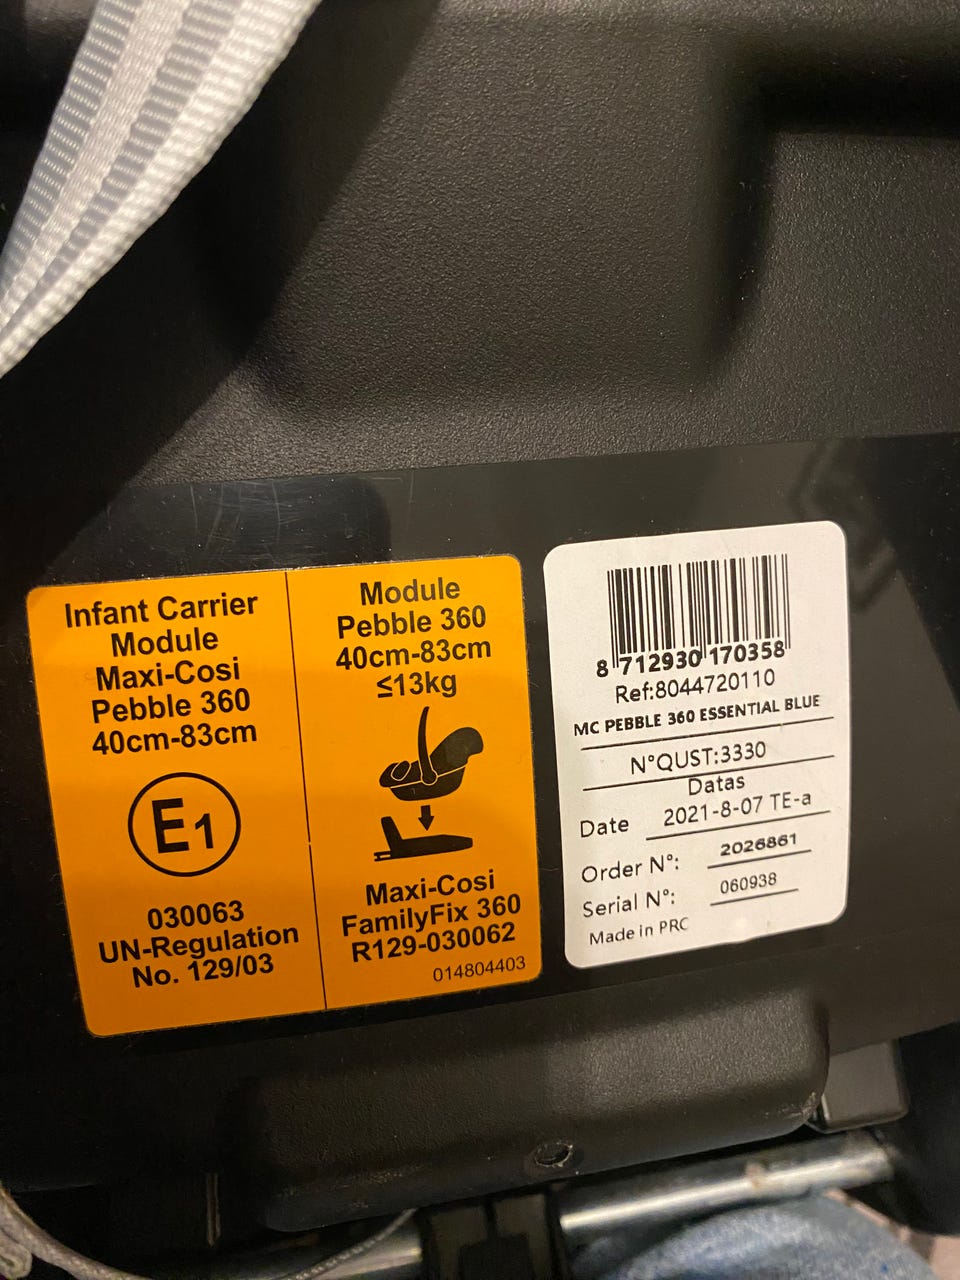 Infant Carrier
Module
Maxi-Cosi
Pebble 360
40cm-83cm
E1
030063
UN-Regulation
No. 129/03
Module
Pebble 360
40cm-83cm
≤13kg
Maxi-Cosi
FamilyFix 360
R129-030062
014804403
8 712930 170358
Ref:8044720110
MC PEBBLE 360 ESSENTIAL BLUE
N°QUST:3330
Datas
Date 2021-8-07 TE-a
Order N°: 2026861
Serial N°: 060938
Made in PRC